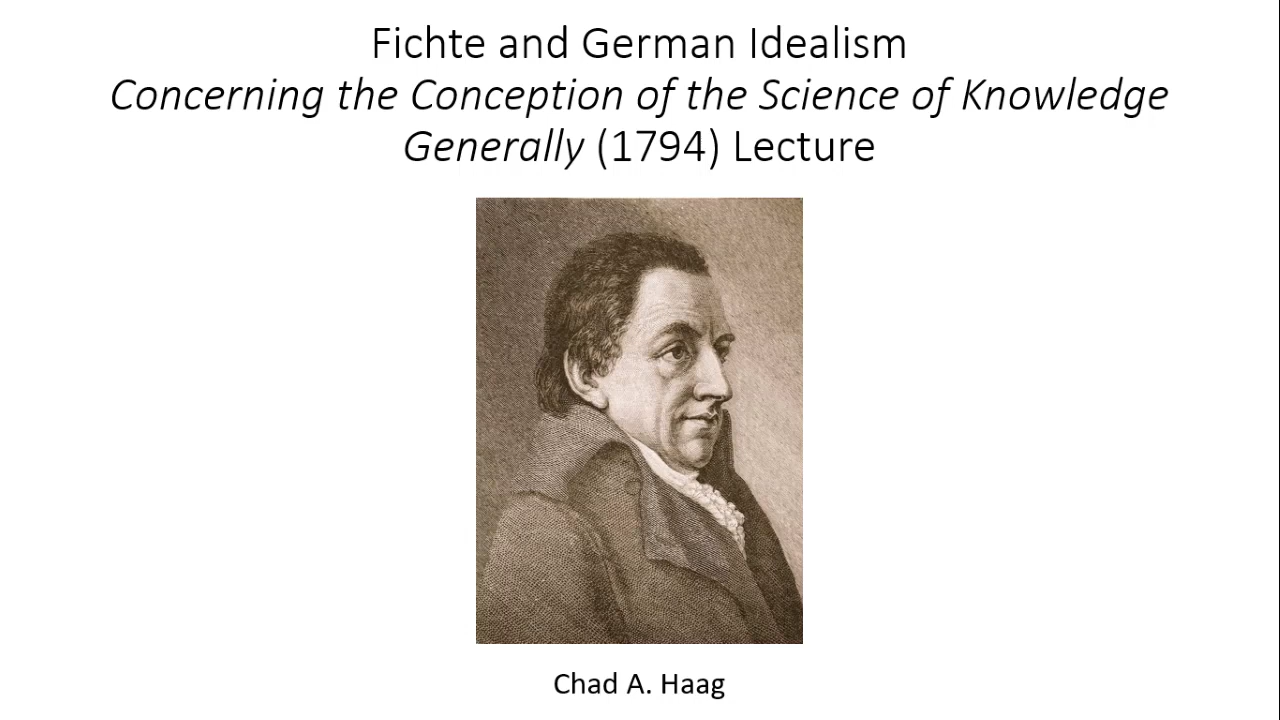 Fichte and German Idealism
Concerning the Conception of the Science of Knowledge
Generally (1794) Lecture
Chad A. Haag